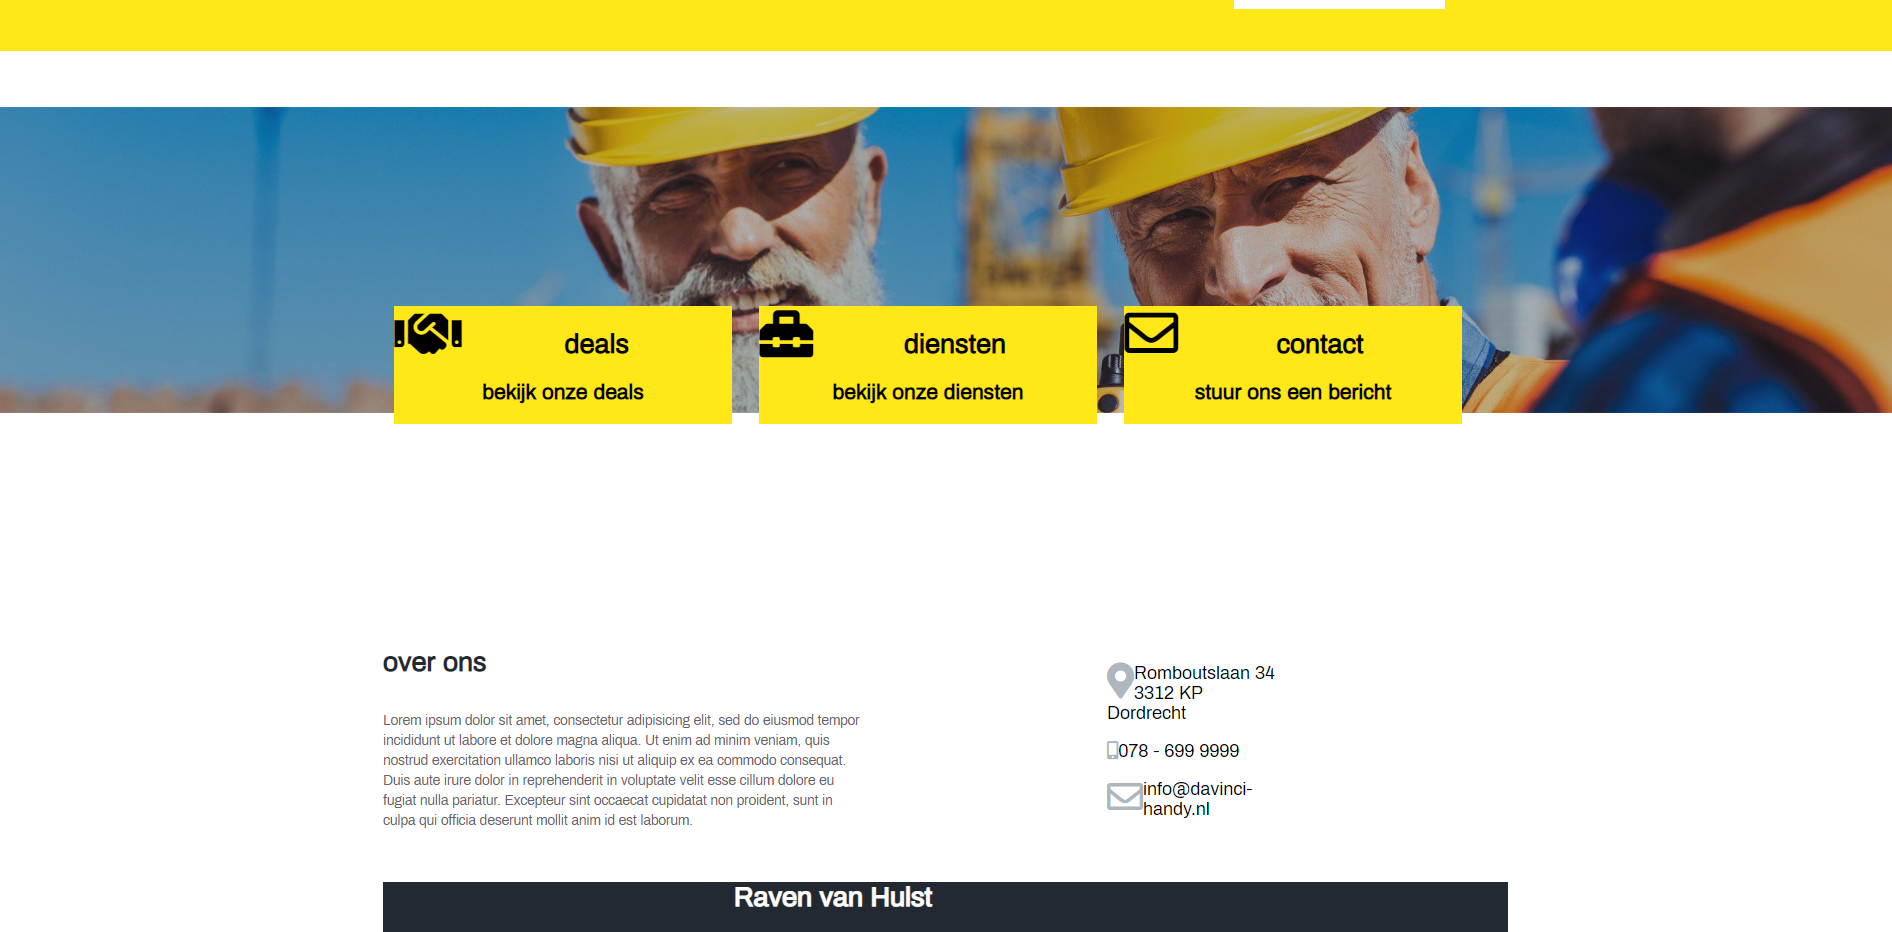 deals
bekijk onze deals
diensten
bekijk onze diensten
contact
stuur ons een bericht
over ons
Lorem ipsum dolor sit amet, consectetur adipisicing elit, sed do eiusmod tempor
incididunt ut labore et dolore magna aliqua. Ut enim ad minim veniam, quis
nostrud exercitation ullamco laboris nisi ut aliquip ex ea commodo consequat.
Duis aute irure dolor in reprehenderit in voluptate velit esse cillum dolore eu
fugiat nulla pariatur. Excepteur sint occaecat cupidatat non proident, sunt in
culpa qui officia deserunt mollit anim id est laborum.
Romboutslaan 34
3312 KP
Dordrecht
078 - 699 9999
info@davinci-
handy.nl
Raven van Hulst